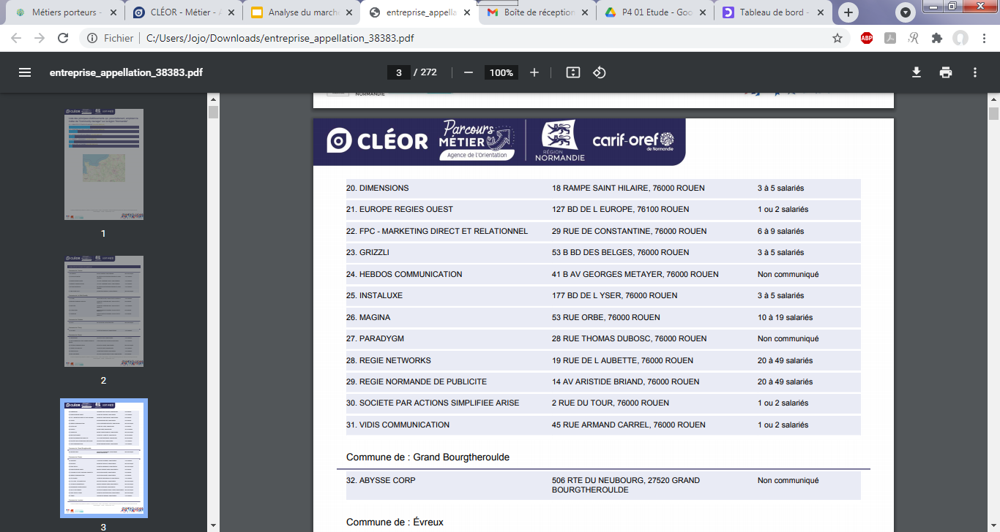 Métiers porteurs -
CLÉOR - Métier -
Analyse du marche
entreprise_appella
Boîte de réception
P4 01 Etude - Goo
Tableau de bord -
Fichier
C:/Users/Jojo/Downloads/entreprise_appellation_38383.pdf
ABP
entreprise_appellation_38383.pdf
3 / 272
100%
NORMANDIE
CLÉOR
Parcours
MÉTIER
Agence de l'Orientation
RÉGION
NORMANDIE
carif-oref
de Normandie
20. DIMENSIONS 18 RAMPE SAINT HILAIRE, 76000 ROUEN 3 à 5 salariés
21. EUROPE REGIES OUEST 127 BD DE L EUROPE, 76100 ROUEN 1 ou 2 salariés
22. FPC - MARKETING DIRECT ET RELATIONNEL 29 RUE DE CONSTANTINE, 76000 ROUEN 6 à 9 salariés
23. GRIZZLI 53 B BD DES BELGES, 76000 ROUEN 3 à 5 salariés
24. HEBDOS COMMUNICATION 41 B AV GEORGES METAYER, 76000 ROUEN Non communiqué
25. INSTALUXE 177 BD DE L YSER, 76000 ROUEN 3 à 5 salariés
26. MAGINA 53 RUE ORBE, 76000 ROUEN 10 à 19 salariés
27. PARADYGM 28 RUE THOMAS DUBOSC, 76000 ROUEN Non communiqué
28. REGIE NETWORKS 19 RUE DE L AUBETTE, 76000 ROUEN 20 à 49 salariés
29. REGIE NORMANDE DE PUBLICITE 14 AV ARISTIDE BRIAND, 76000 ROUEN 20 à 49 salariés
30. SOCIETE PAR ACTIONS SIMPLIFIEE ARISE 2 RUE DU TOUR, 76000 ROUEN 1 ou 2 salariés
31. VIDIS COMMUNICATION 45 RUE ARMAND CARREL, 76000 ROUEN 1 ou 2 salariés
Commune de : Grand Bourgtheroulde
32. ABYSSE CORP 506 RTE DU NEUBOURG, 27520 GRAND Non communiqué
BOURGTHEROULDE
Commune de : Évreux
1
2
3